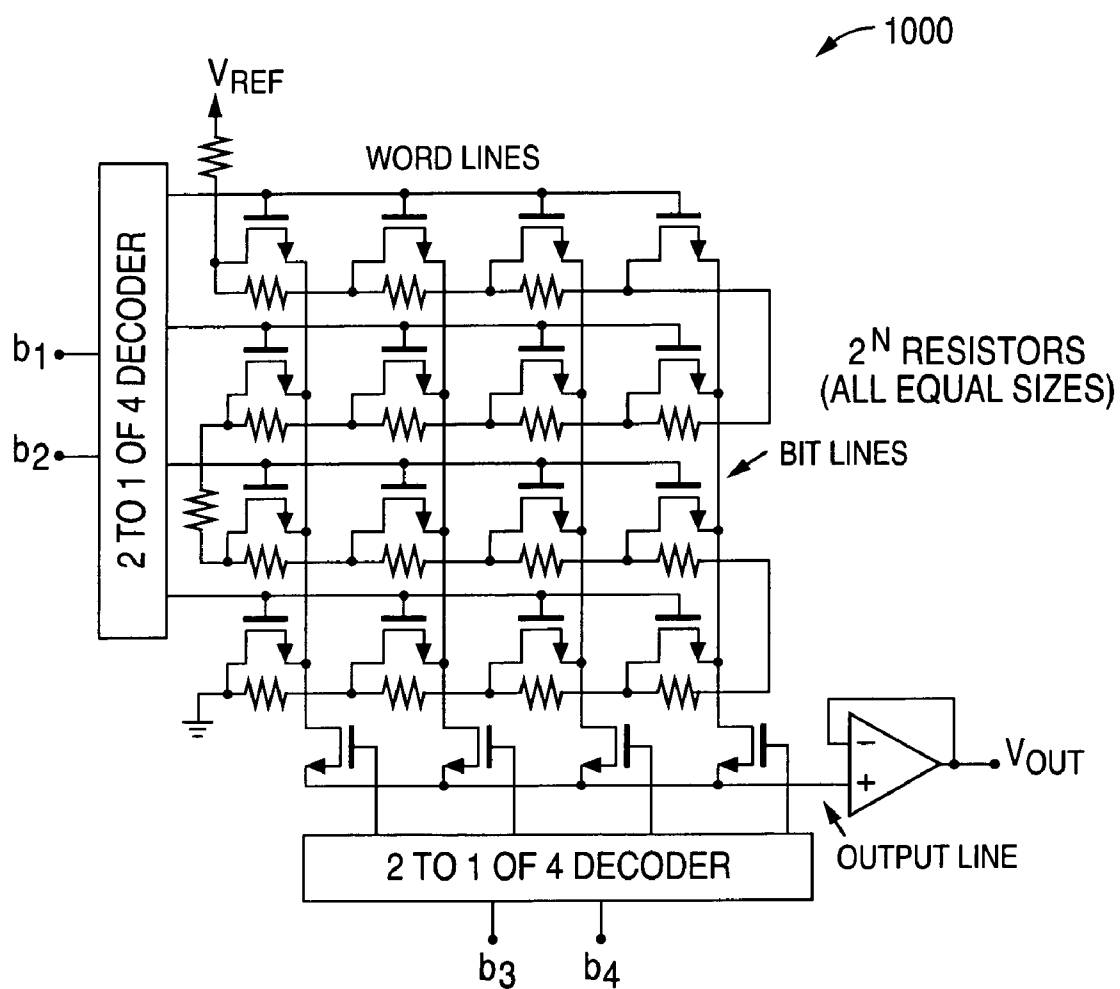 1000
VREF
WORD LINES
2 TO 1 OF 4 DECODER
b1
b2
2N RESISTORS
(ALL EQUAL SIZES)
BIT LINES
−
+
VOUT
OUTPUT LINE
2 TO 1 OF 4 DECODER
b3
b4